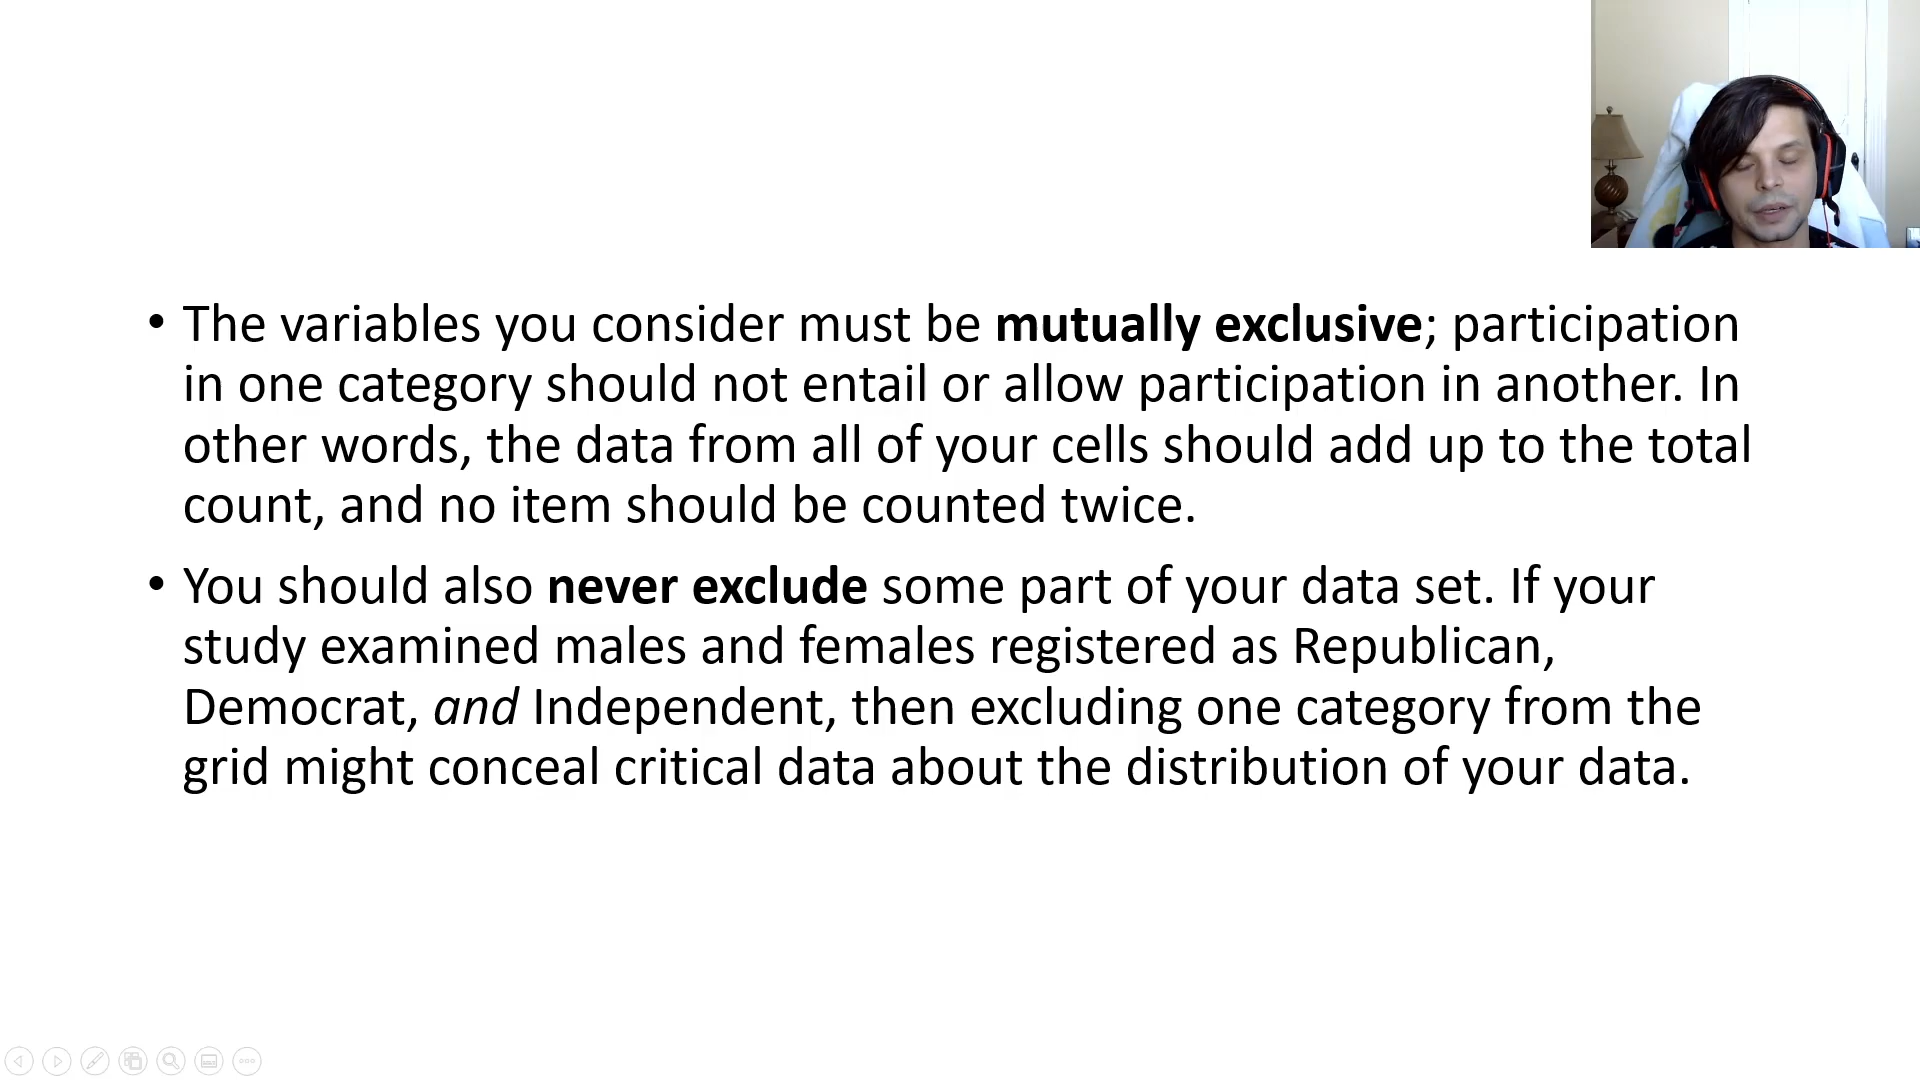 • The variables you consider must be mutually exclusive; participation
in one category should not entail or allow participation in another. In
other words, the data from all of your cells should add up to the total
count, and no item should be counted twice.
• You should also never exclude some part of your data set. If your
study examined males and females registered as Republican,
Democrat, and Independent, then excluding one category from the
grid might conceal critical data about the distribution of your data.